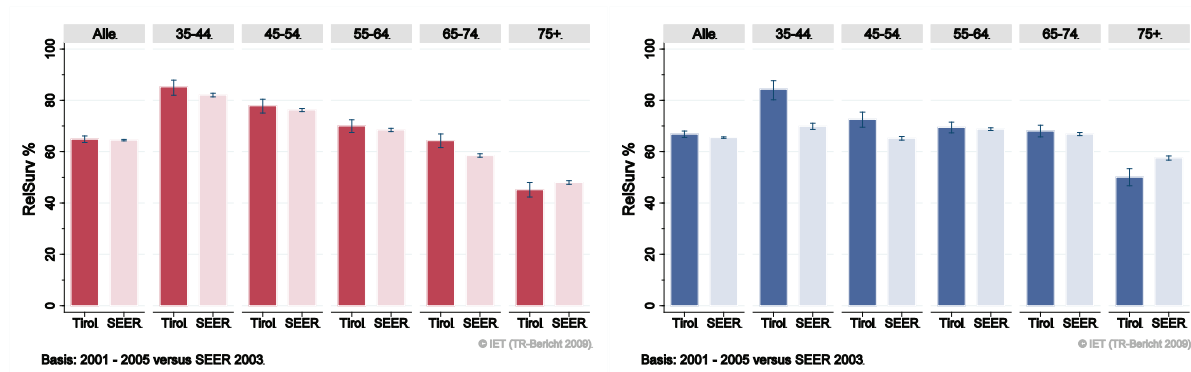 Alle. 35-44. 45-54. 55-64. 65-74. 75+.
RelSurv %
100
80
60
40
20
0
Tirol. SEER. Tirol. SEER. Tirol. SEER. Tirol. SEER. Tirol. SEER. Tirol. SEER.
© IET (TR-Bericht 2009).
Basis: 2001 - 2005 versus SEER 2003.
Alle. 35-44. 45-54. 55-64. 65-74. 75+.
RelSurv %
100
80
60
40
20
0
Tirol. SEER. Tirol. SEER. Tirol. SEER. Tirol. SEER. Tirol. SEER. Tirol. SEER.
© IET (TR-Bericht 2009)
Basis: 2001 - 2005 versus SEER 2003.